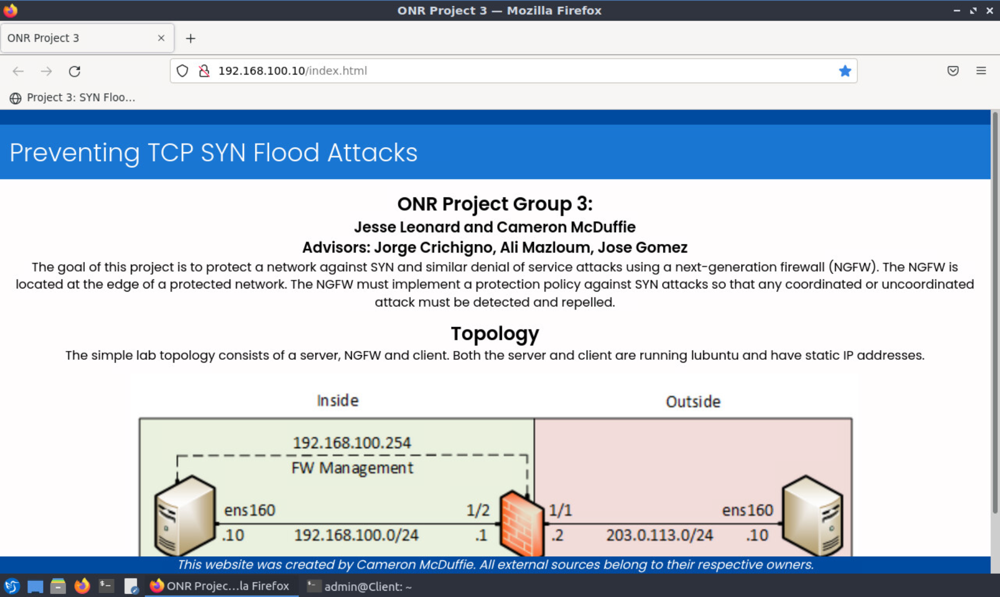 ONR Project 3 — Mozilla Firefox
ONR Project 3
192.168.100.10/index.html
Project 3: SYN Floo...
Preventing TCP SYN Flood Attacks
ONR Project Group 3:
Jesse Leonard and Cameron McDuffie
Advisors: Jorge Crichigno, Ali Mazloum, Jose Gomez
The goal of this project is to protect a network against SYN and similar denial of service attacks using a next-generation firewall (NGFW). The NGFW is
located at the edge of a protected network. The NGFW must implement a protection policy against SYN attacks so that any coordinated or uncoordinated
attack must be detected and repelled.
Topology
The simple lab topology consists of a server, NGFW and client. Both the server and client are running lubuntu and have static IP addresses.
Inside Outside
192.168.100.254
FW Management
ens160 1/2 1/1 ens160
.10 192.168.100.0/24 .1 .2 203.0.113.0/24 .10
This website was created by Cameron McDuffie. All external sources belong to their respective owners.
ONR Projec...la Firefox admin@Client: ~